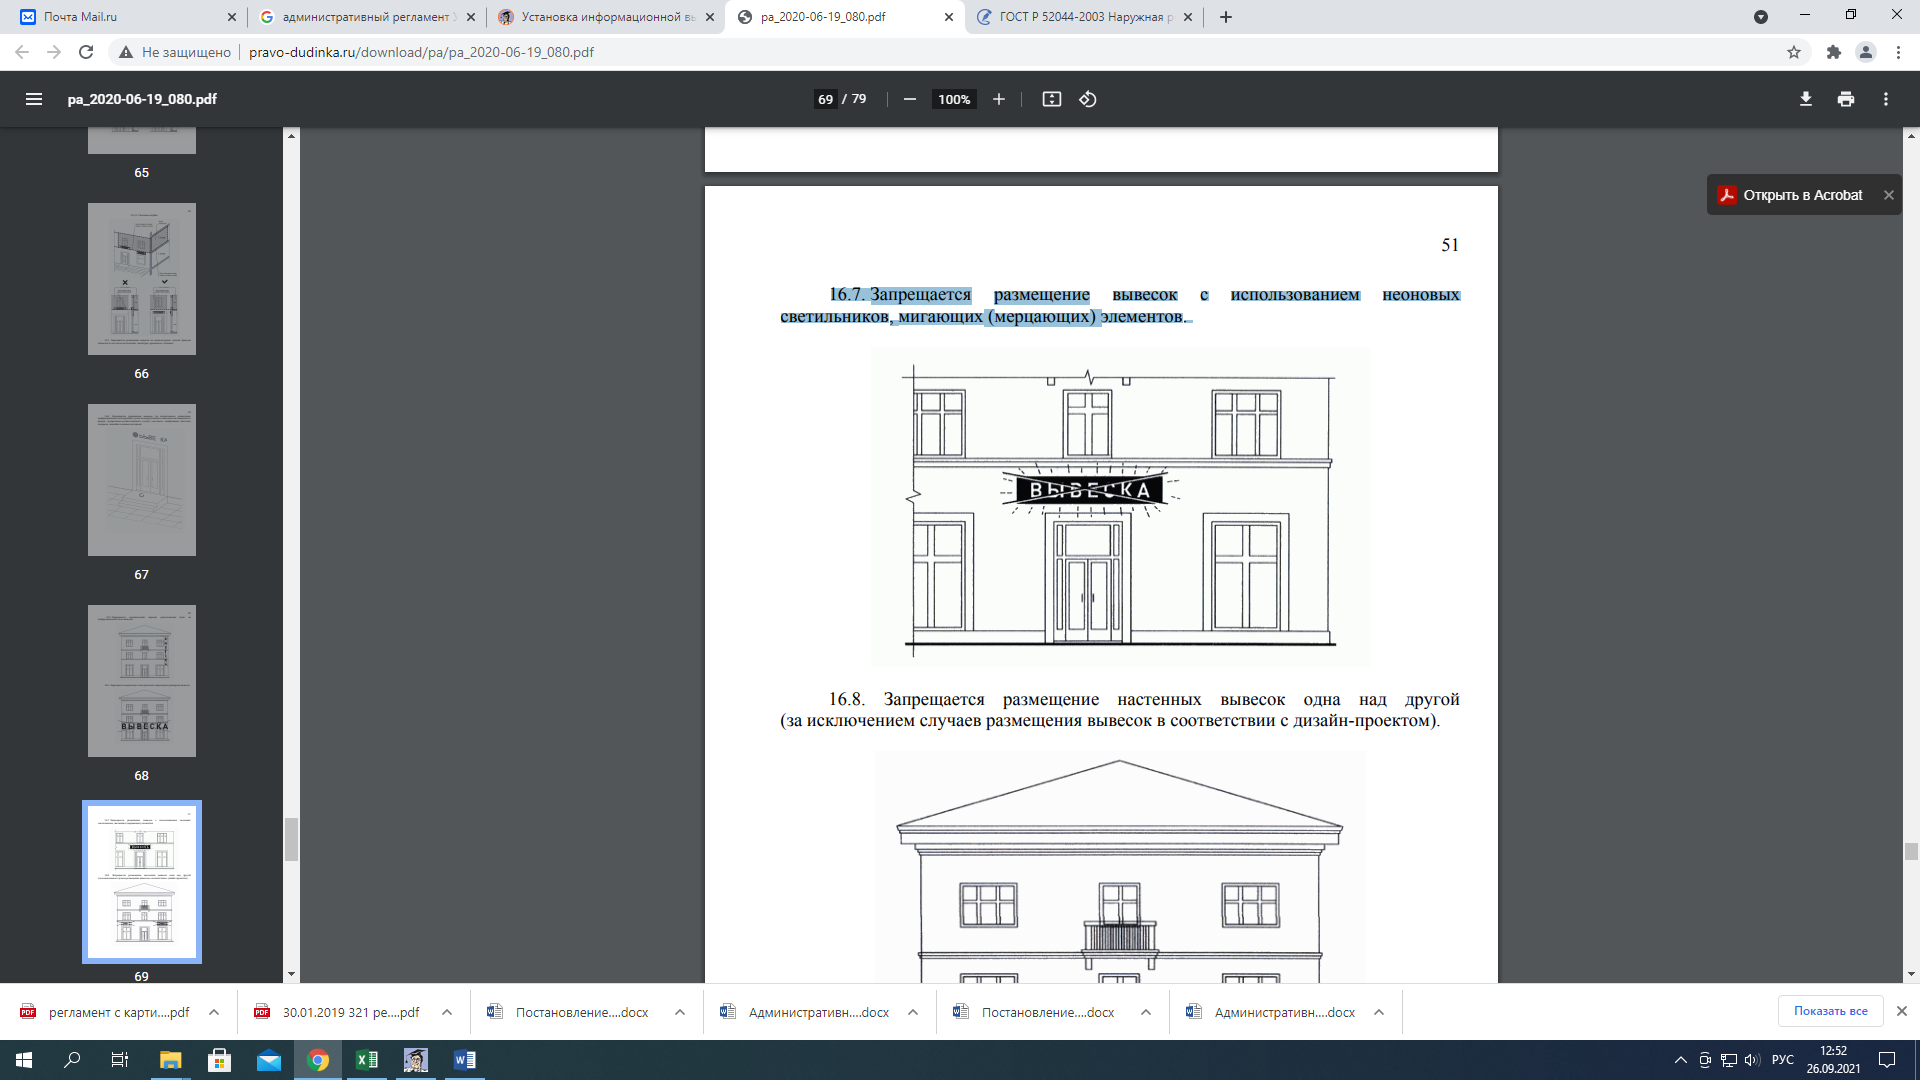 Почта Mail.ru
административный регламент
Установка информационной вы
pa_2020-06-19_080.pdf
ГОСТ Р 52044-2003 Наружная р
Не защищено
pravo-dudinka.ru/download/pa/pa_2020-06-19_080.pdf
pa_2020-06-19_080.pdf
69 / 79
100%
Открыть в Acrobat
65
66
67
ВЫВЕСКА
68
69
51
16.7. Запрещается размещение вывесок с использованием неоновых
светильников, мигающих (мерцающих) элементов.
ВЫВЕСКА
16.8. Запрещается размещение настенных вывесок одна над другой
(за исключением случаев размещения вывесок в соответствии с дизайн-проектом).
регламент с карти....pdf
30.01.2019 321 ре....pdf
Постановление....docx
Административн....docx
Постановление....docx
Административн....docx
Показать все
РУС
12:52
26.09.2021